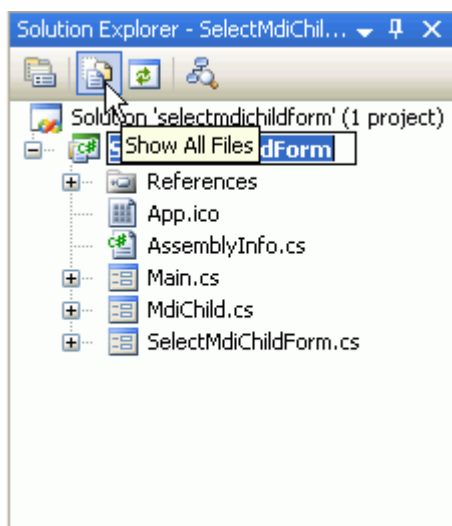 Solution Explorer - SelectMdiChil...
Solution 'selectmdichildform' (1 project)
Show All Files
dForm
References
App.ico
AssemblyInfo.cs
Main.cs
MdiChild.cs
SelectMdiChildForm.cs